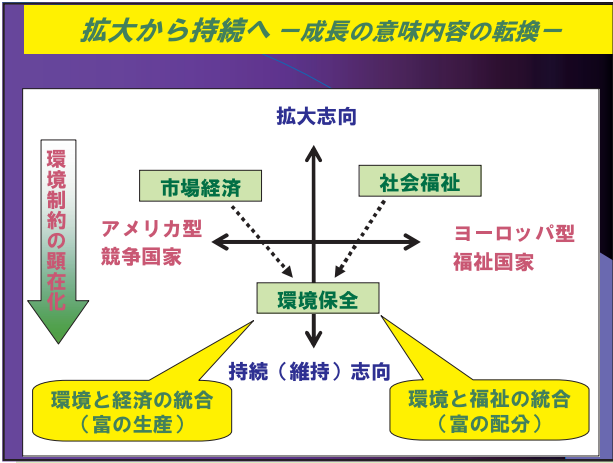 拡大から持続へ －成長の意味内容の転換－
拡大志向
環境制約の顕在化
市場経済
社会福祉
アメリカ型
競争国家
ヨーロッパ型
福祉国家
環境保全
持続（維持）志向
環境と経済の統合
（富の生産）
環境と福祉の統合
（富の配分）